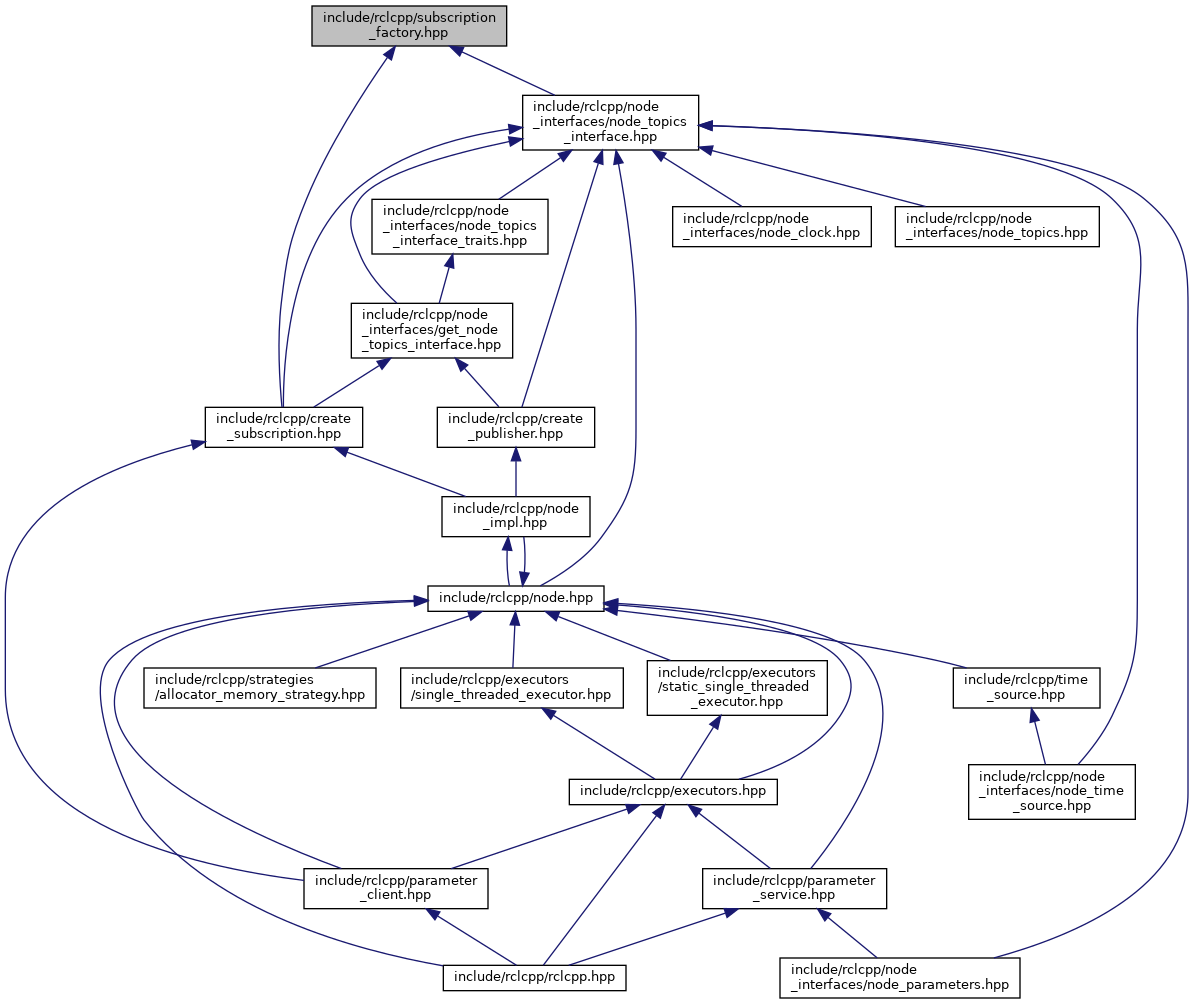 include/rclcpp/subscription
_factory.hpp
include/rclcpp/node
_interfaces/node_topics
_interface.hpp
include/rclcpp/node
_interfaces/node_topics
_interface_traits.hpp
include/rclcpp/node
_interfaces/node_clock.hpp
include/rclcpp/node
_interfaces/node_topics.hpp
include/rclcpp/node
_interfaces/get_node
_topics_interface.hpp
include/rclcpp/create
_subscription.hpp
include/rclcpp/create
_publisher.hpp
include/rclcpp/node
_impl.hpp
include/rclcpp/node.hpp
include/rclcpp/strategies
/allocator_memory_strategy.hpp
include/rclcpp/executors
/single_threaded_executor.hpp
include/rclcpp/executors
/static_single_threaded
_executor.hpp
include/rclcpp/time
_source.hpp
include/rclcpp/executors.hpp
include/rclcpp/node
_interfaces/node_time
_source.hpp
include/rclcpp/parameter
_client.hpp
include/rclcpp/parameter
_service.hpp
include/rclcpp/rclcpp.hpp
include/rclcpp/node
_interfaces/node_parameters.hpp